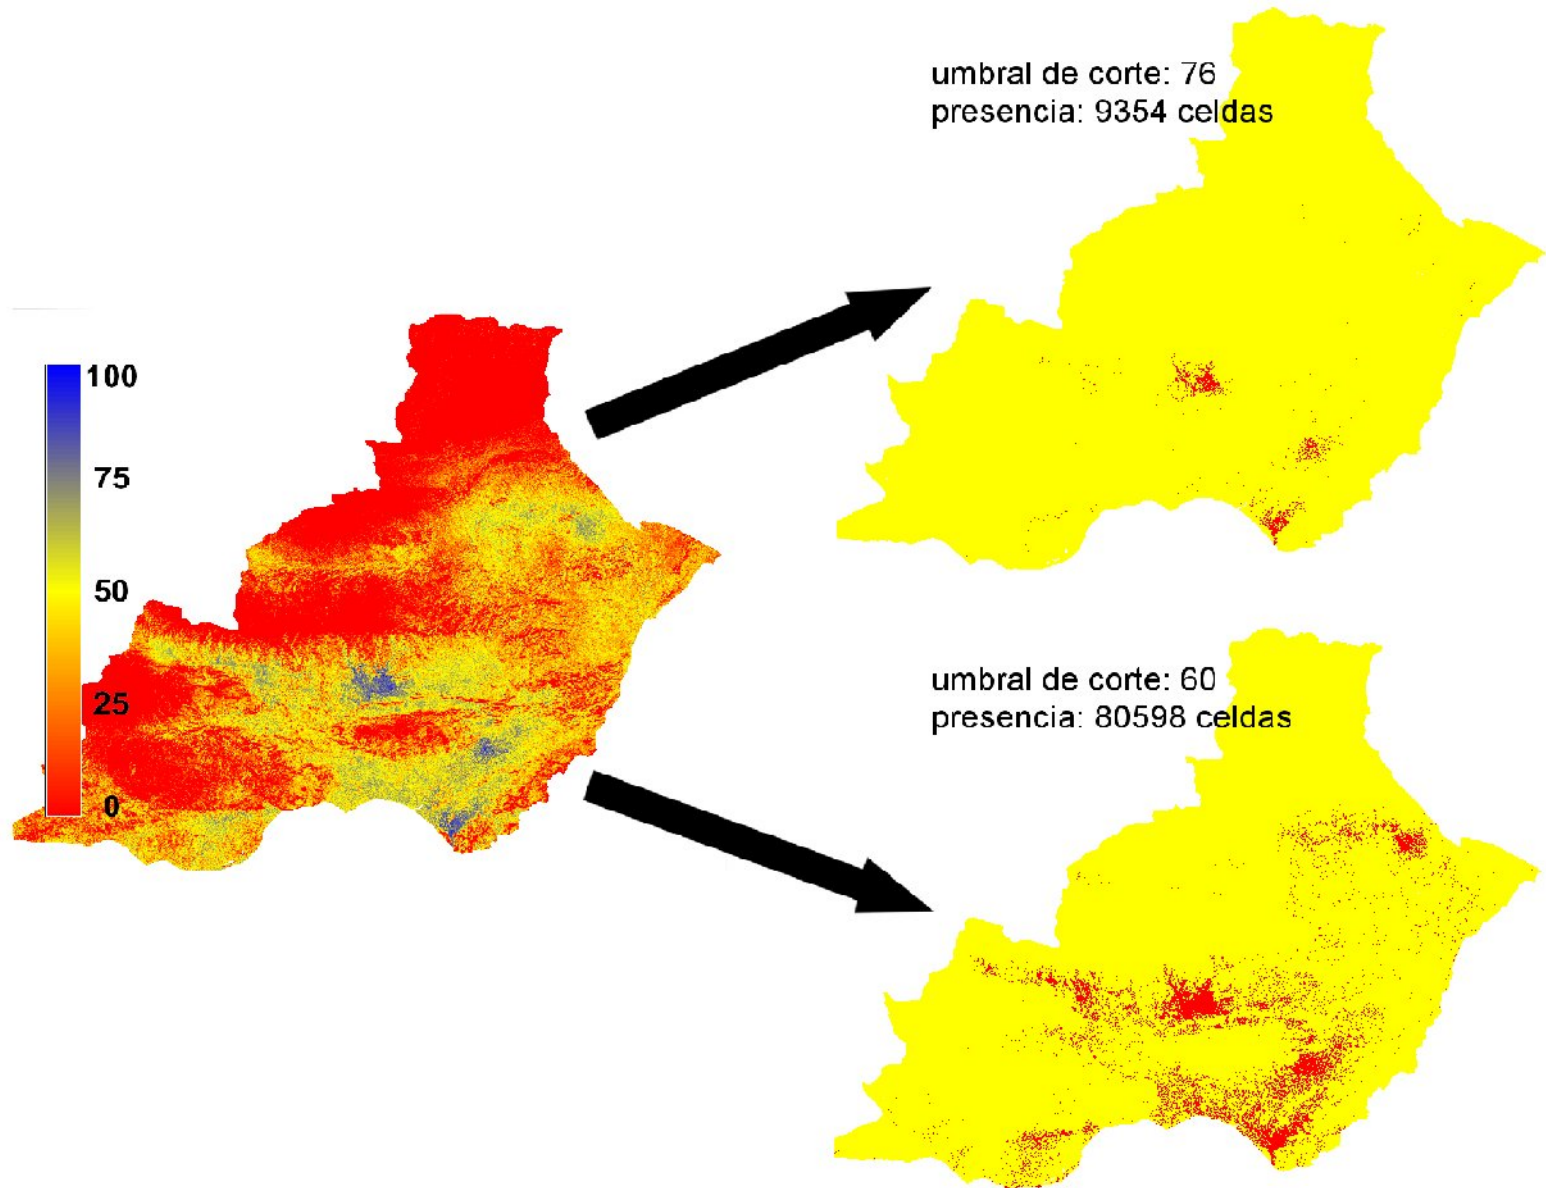 umbral de corte: 76
presencia: 9354 celdas
100
75
50
25
0
umbral de corte: 60
presencia: 80598 celdas